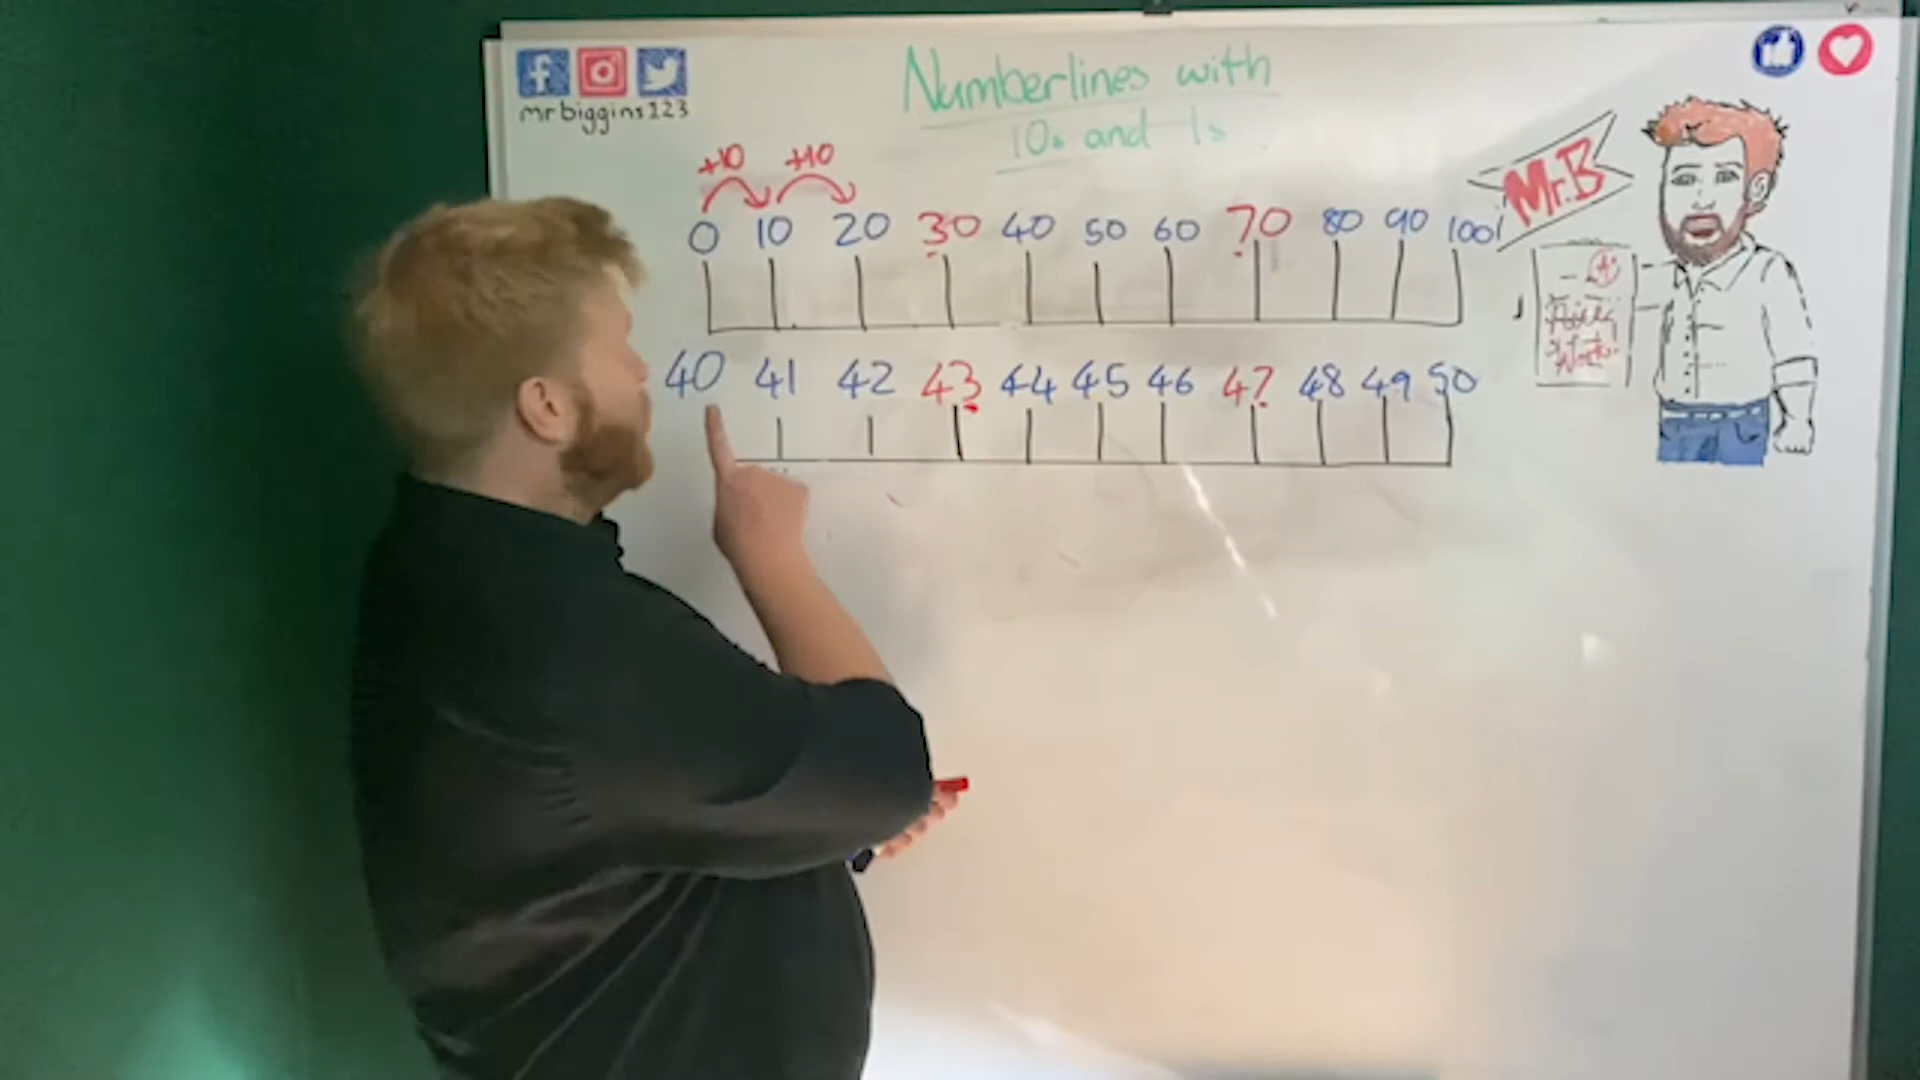 mrbiggins123
Numberlines with
10s and 1s
+10 +10
0 10 20 30 40 50 60 70 80 90 100
40 41 42 43 44 45 46 47 48 49 50
Mr.B
A+